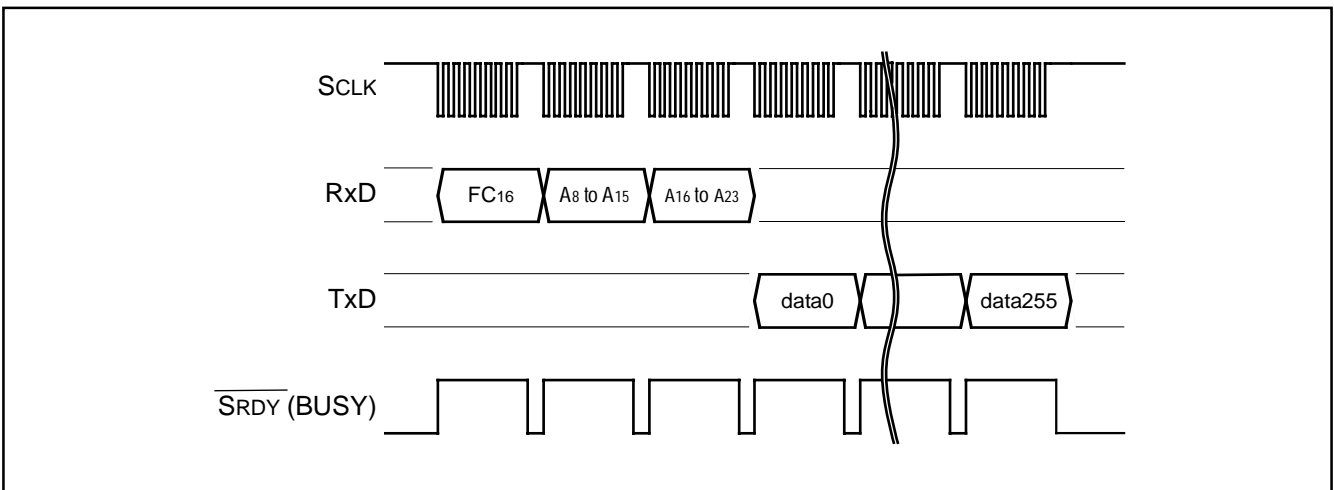 SCLK
RxD
FC16
A8 to A15
A16 to A23
TxD
data0
data255
SRDY (BUSY)